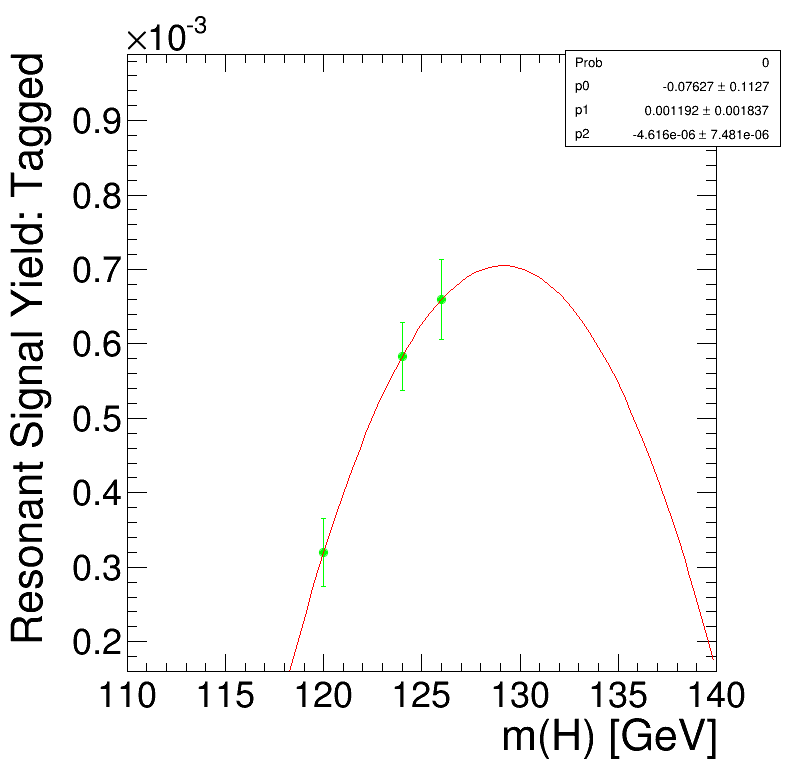 ×10⁻³
Prob 0
p0 -0.07627 ± 0.1127
p1 0.001192 ± 0.001837
p2 -4.616e-06 ± 7.481e-06
Resonant Signal Yield: Tagged
0.9
0.8
0.7
0.6
0.5
0.4
0.3
0.2
110 115 120 125 130 135 140
m(H) [GeV]